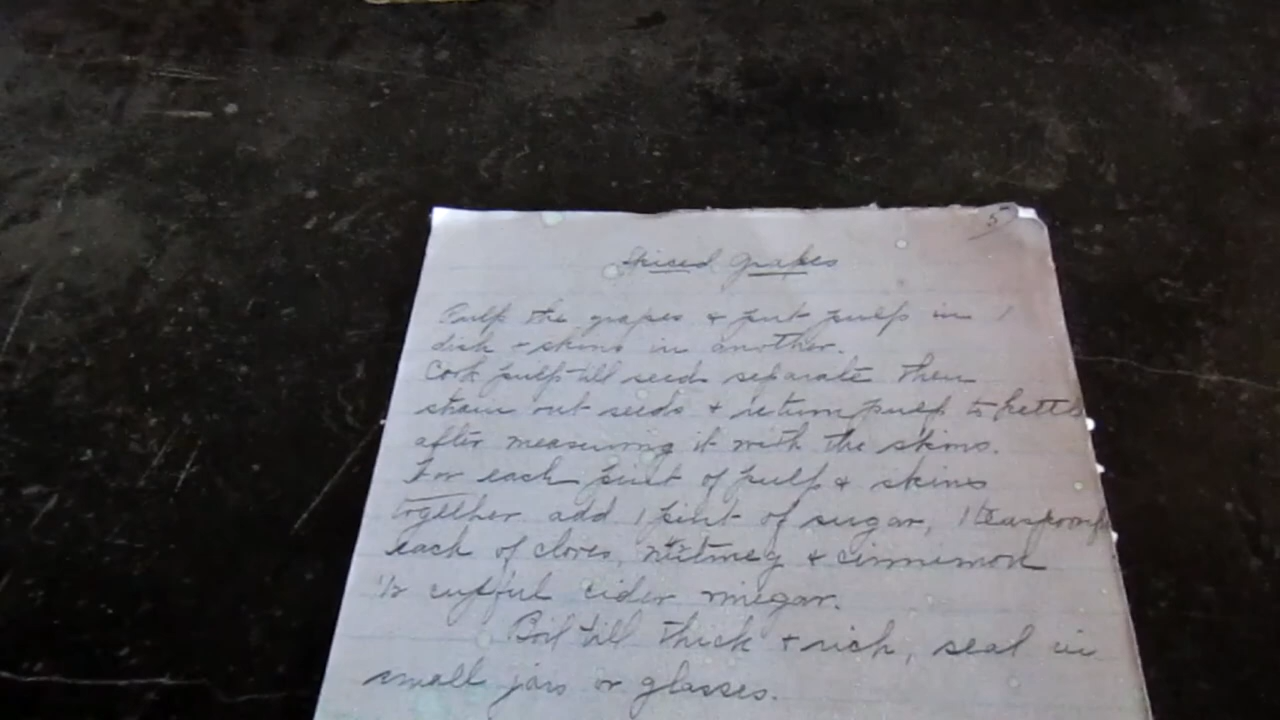 5
Spiced Grapes
Pulp the grapes + put pulp in 1
dish + skins in another.
Cook pulp till seeds separate then
strain out seeds + return pulp to kettle
after measuring it with the skins.
For each pint of pulp + skins
together add 1 pint of sugar, 1 teaspoonful
each of cloves, nutmeg + cinnemon
1/2 cupful cider vinegar.
Boil till thick + rich, seal in
small jars or glasses.